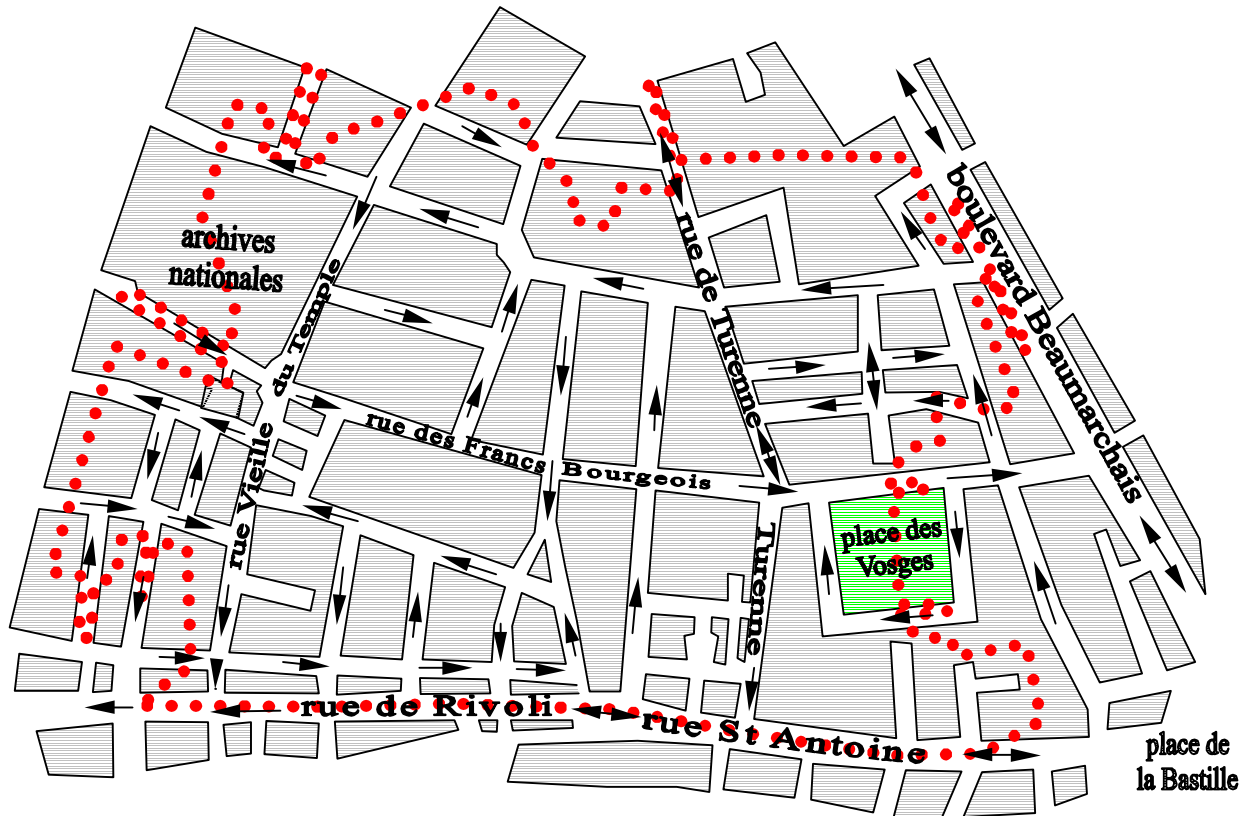 boulevard Beaumarchais
archives
nationales
rue de Turenne
rue Vieille du Temple
rue des Francs Bourgeois
place des
Vosges
Turenne
rue de Rivoli
rue St Antoine
place de
la Bastille